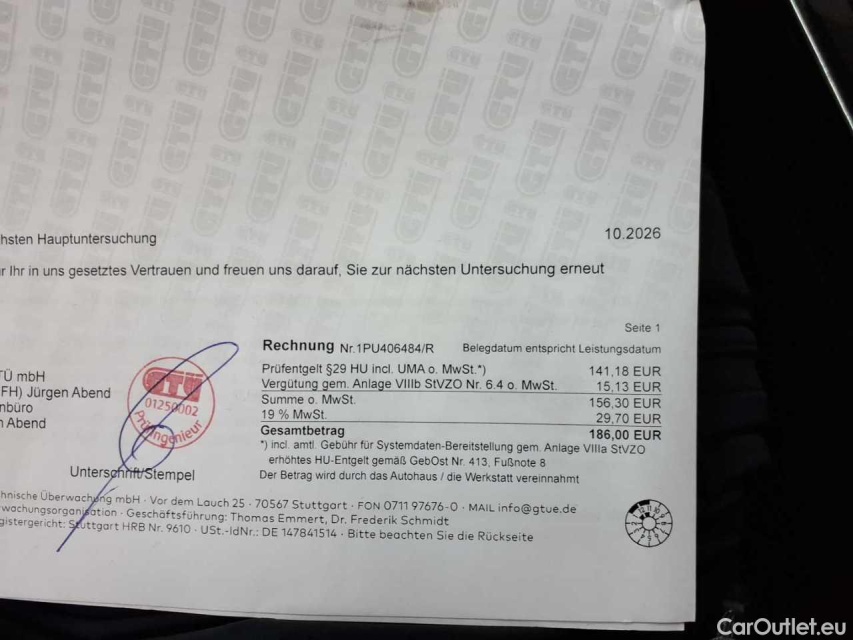 hsten Hauptuntersuchung 10.2026
r Ihr in uns gesetztes Vertrauen und freuen uns darauf, Sie zur nächsten Untersuchung erneut
Seite 1
Rechnung Nr.1PU406484/R Belegdatum entspricht Leistungsdatum
Prüfentgelt §29 HU incl. UMA o. MwSt.*) 141,18 EUR
Vergütung gem. Anlage VIIIb StVZO Nr. 6.4 o. MwSt. 15,13 EUR
Summe o. MwSt. 156,30 EUR
19 % MwSt. 29,70 EUR
Gesamtbetrag 186,00 EUR
*) incl. amtl. Gebühr für Systemdaten-Bereitstellung gem. Anlage VIIIa StVZO
erhöhtes HU-Entgelt gemäß GebOst Nr. 413, Fußnote 8
Der Betrag wird durch das Autohaus / die Werkstatt vereinnahmt
TÜ mbH
FH) Jürgen Abend
nbüro
n Abend
GTÜ
01250002
Prüfingenieur
Unterschrift/Stempel
hnische Überwachung mbH · Vor dem Lauch 25 · 70567 Stuttgart · FON 0711 97676-0 · MAIL info@gtue.de
wachungsorganisation · Geschäftsführung: Thomas Emmert, Dr. Frederik Schmidt
gistergericht: Stuttgart HRB Nr. 9610 · USt.-IdNr.: DE 147841514 · Bitte beachten Sie die Rückseite
CarOutlet.eu